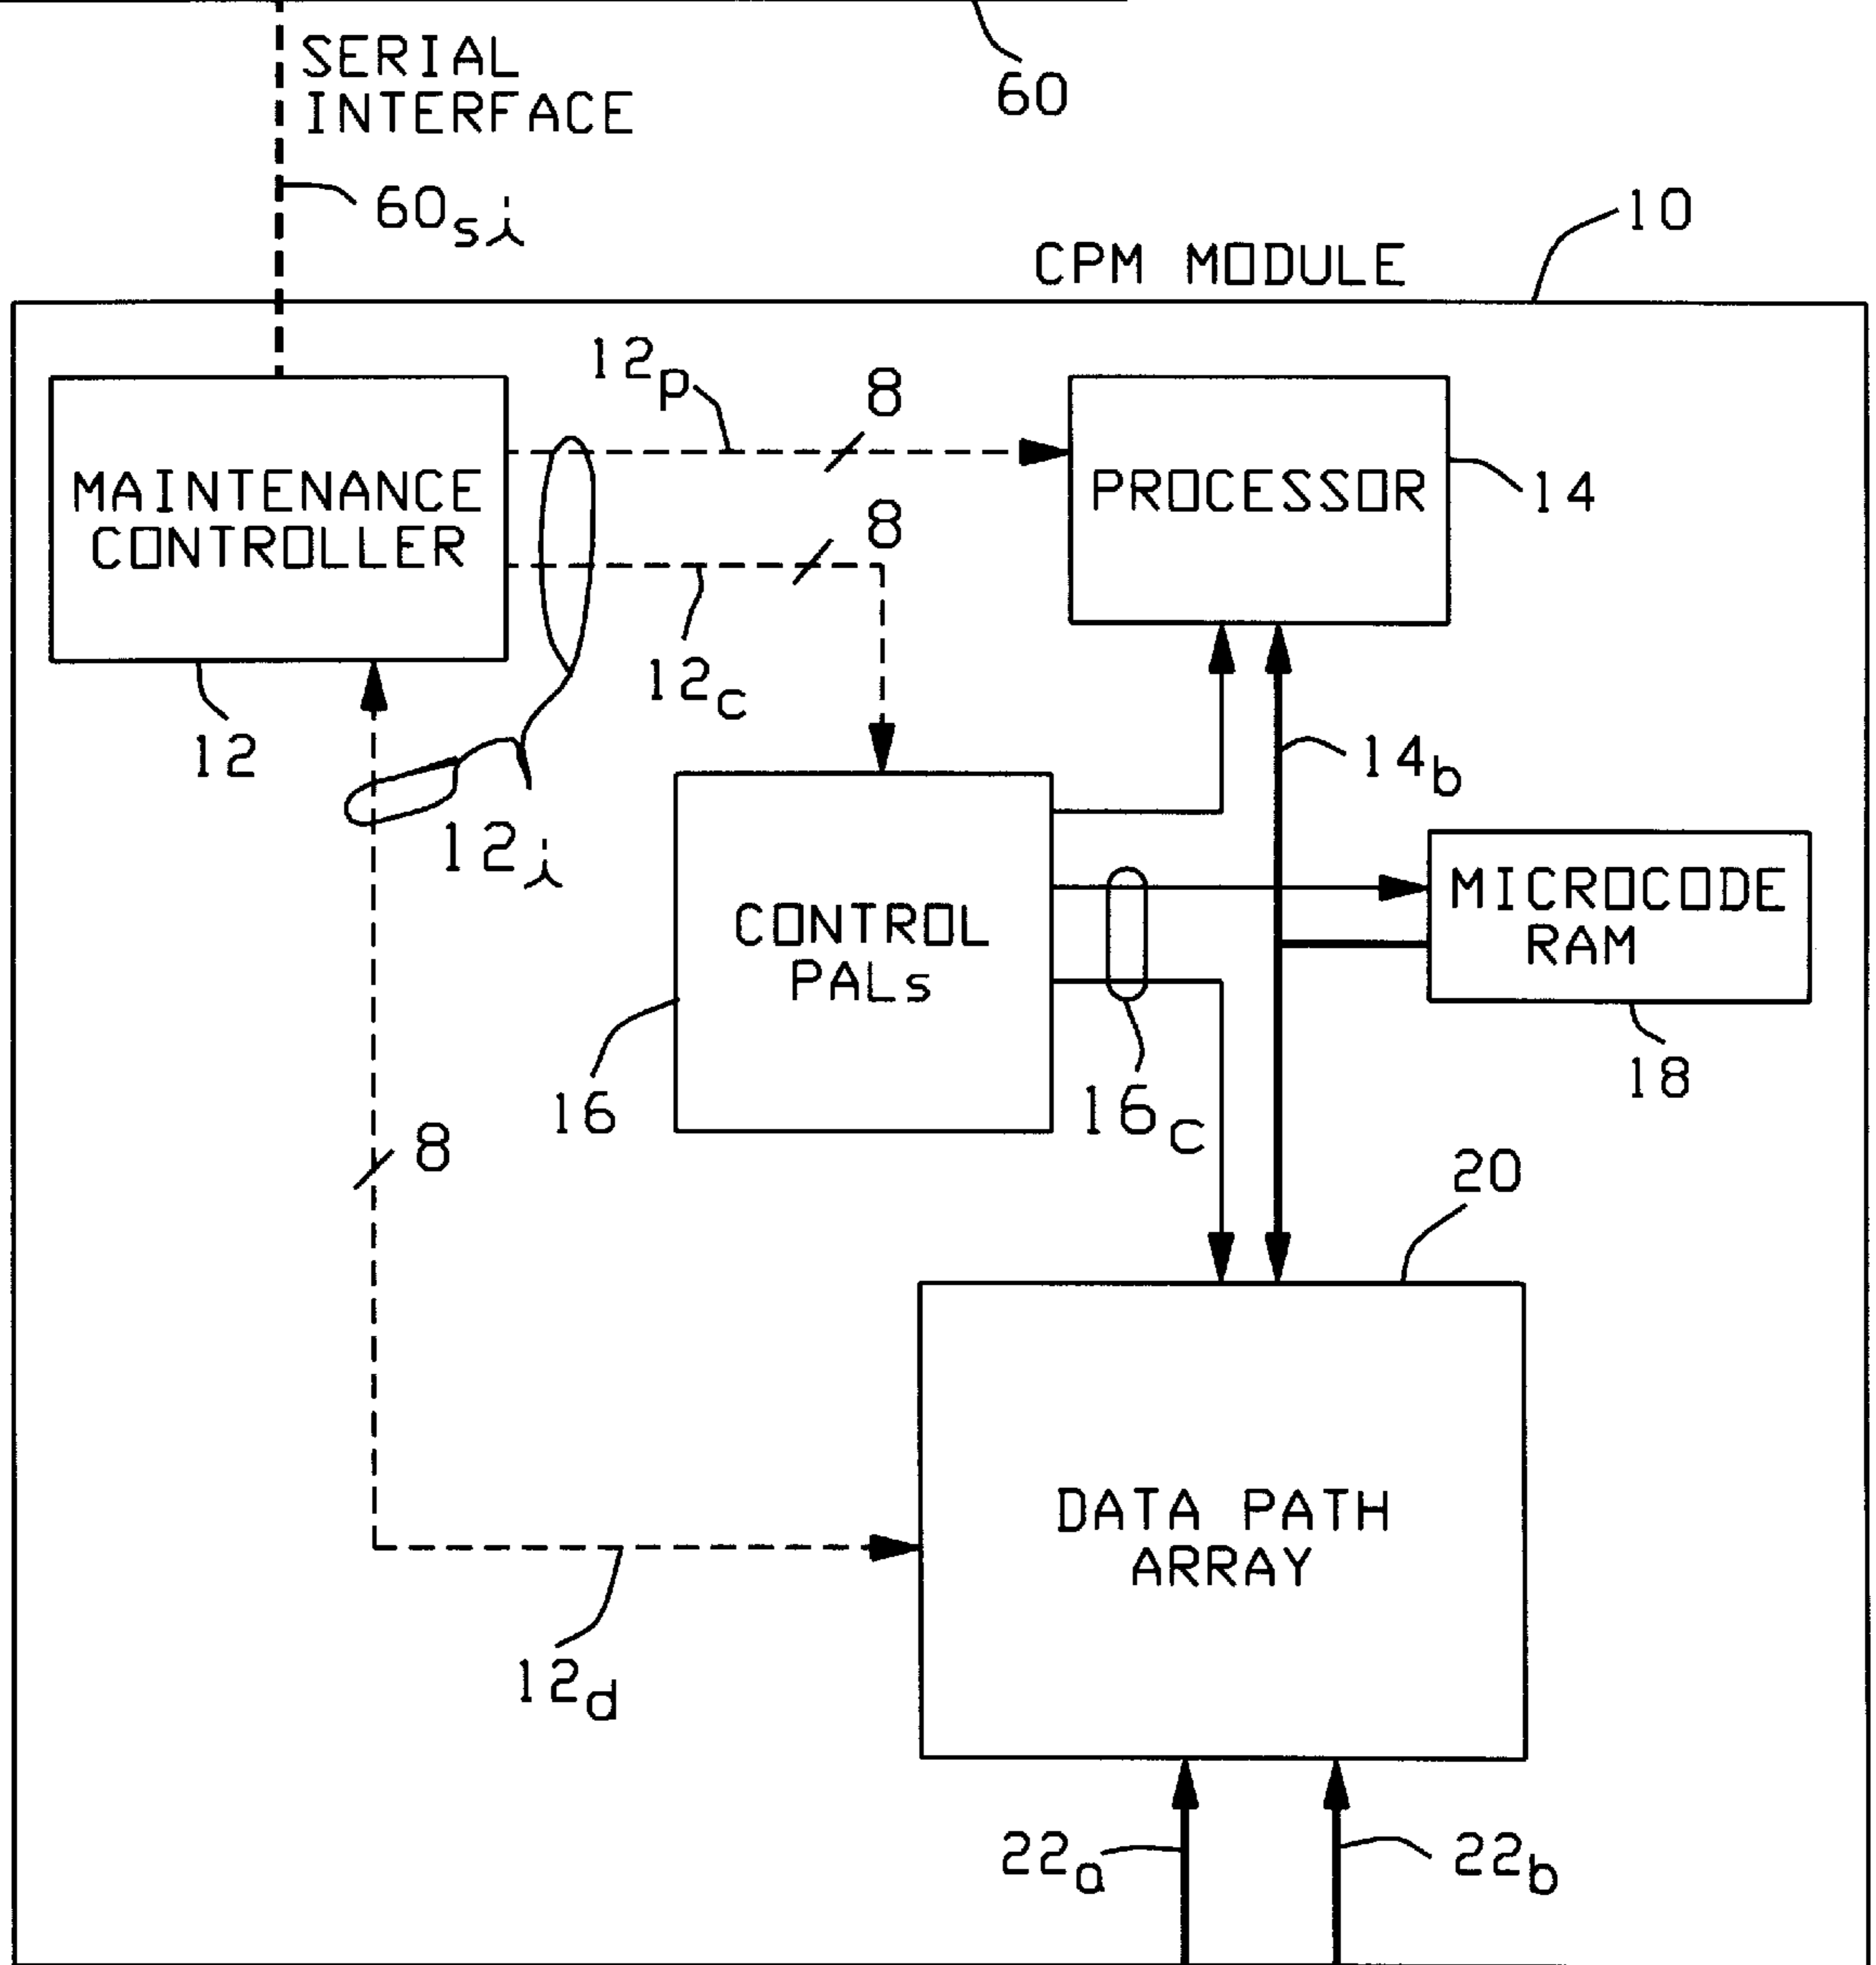 SERIAL
INTERFACE
60
60si
10
CPM MODULE
12p
8
MAINTENANCE
CONTROLLER
PROCESSOR
14
8
12c
12
14b
12i
MICROCODE
RAM
CONTROL
PALs
18
16
16c
8
20
DATA PATH
ARRAY
12d
22a
22b